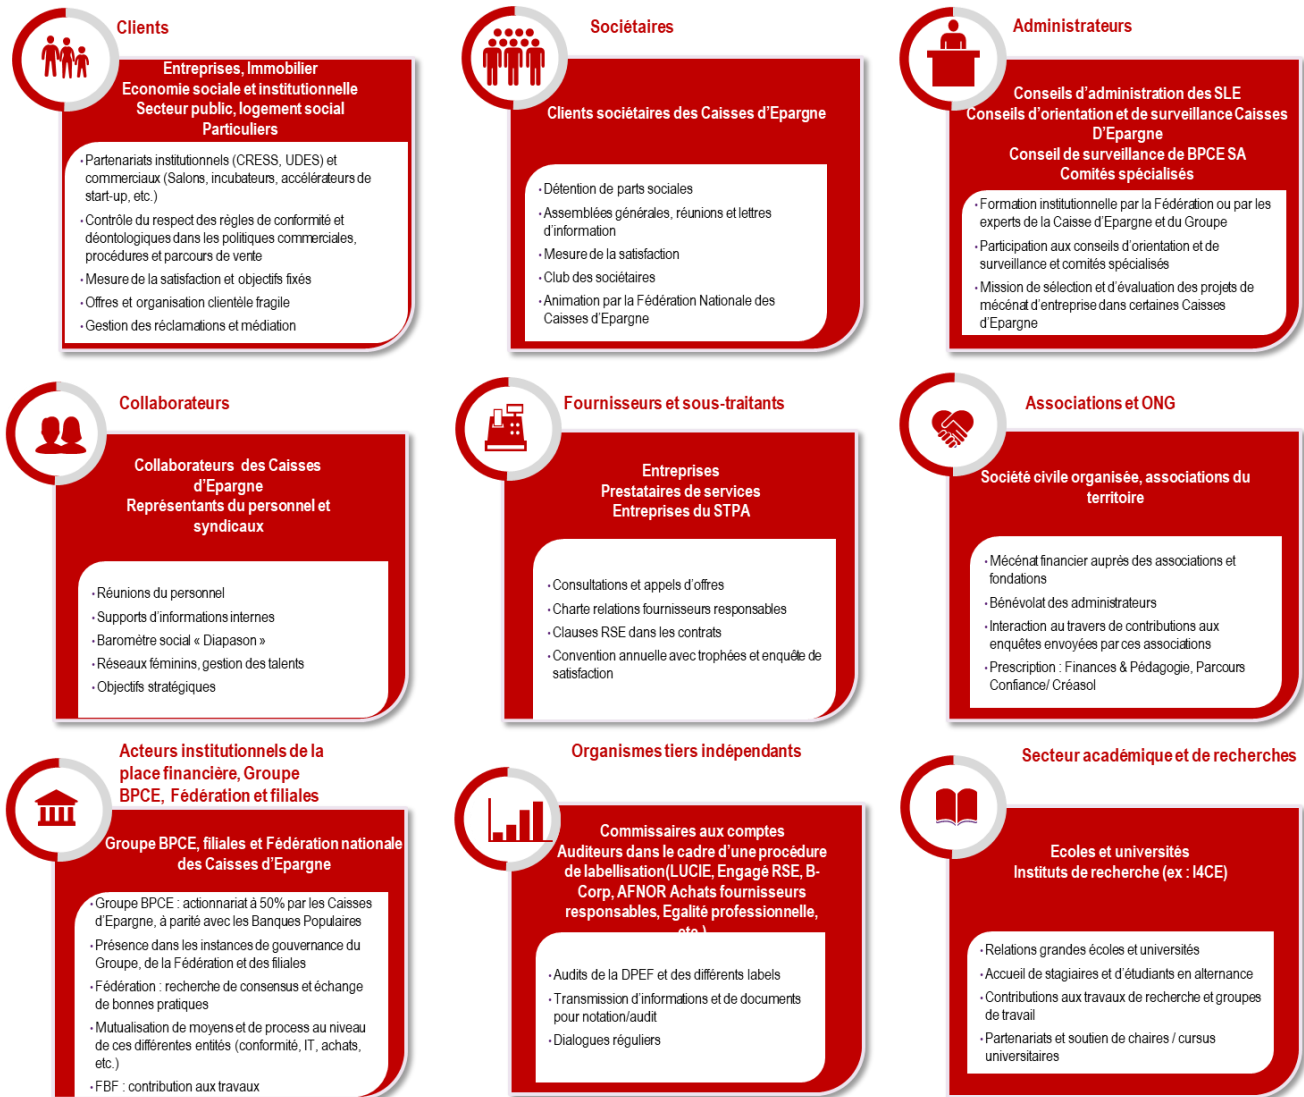 Clients
Entreprises, Immobilier
Economie sociale et institutionnelle
Secteur public, logement social
Particuliers
• Partenariats institutionnels (CRESS, UDES) et
commerciaux (Salons, incubateurs, accélérateurs de
start-up, etc.)
• Contrôle du respect des règles de conformité et
déontologiques dans les politiques commerciales,
procédures et parcours de vente
• Mesure de la satisfaction et objectifs fixés
• Offres et organisation clientèle fragile
• Gestion des réclamations et médiation
Sociétaires
Clients sociétaires des Caisses d'Epargne
• Détention de parts sociales
• Assemblées générales, réunions et lettres
d'information
• Mesure de la satisfaction
• Club des sociétaires
• Animation par la Fédération Nationale des
Caisses d'Epargne
Administrateurs
Conseils d'administration des SLE
Conseils d'orientation et de surveillance Caisses
D'Epargne
Conseil de surveillance de BPCE SA
Comités spécialisés
• Formation institutionnelle par la Fédération ou par les
experts de la Caisse d'Epargne et du Groupe
• Participation aux conseils d'orientation et de
surveillance et comités spécialisés
• Mission de sélection et d'évaluation des projets de
mécénat d'entreprise dans certaines Caisses
d'Epargne
Collaborateurs
Collaborateurs des Caisses
d'Epargne
Représentants du personnel et
syndicaux
• Réunions du personnel
• Supports d'informations internes
• Baromètre social « Diapason »
• Réseaux féminins, gestion des talents
• Objectifs stratégiques
Fournisseurs et sous-traitants
Entreprises
Prestataires de services
Entreprises du STPA
• Consultations et appels d'offres
• Charte relations fournisseurs responsables
• Clauses RSE dans les contrats
• Convention annuelle avec trophées et enquête de
satisfaction
Associations et ONG
Société civile organisée, associations du
territoire
• Mécénat financier auprès des associations et
fondations
• Bénévolat des administrateurs
• Interaction au travers de contributions aux
enquêtes envoyées par ces associations
• Prescription : Finances & Pédagogie, Parcours
Confiance/ Créasol
Acteurs institutionnels de la
place financière, Groupe
BPCE, Fédération et filiales
Groupe BPCE, filiales et Fédération nationale
des Caisses d'Epargne
• Groupe BPCE : actionnariat à 50% par les Caisses
d'Epargne, à parité avec les Banques Populaires
• Présence dans les instances de gouvernance du
Groupe, de la Fédération et des filiales
• Fédération : recherche de consensus et échange
de bonnes pratiques
• Mutualisation de moyens et de process au niveau
de ces différentes entités (conformité, IT, achats,
etc.)
• FBF : contribution aux travaux
Organismes tiers indépendants
Commissaires aux comptes
Auditeurs dans le cadre d'une procédure
de labellisation(LUCIE, Engagé RSE, B-
Corp, AFNOR Achats fournisseurs
responsables, Egalité professionnelle,
etc.)
• Audits de la DPEF et des différents labels
• Transmission d'informations et de documents
pour notation/audit
• Dialogues réguliers
Secteur académique et de recherches
Ecoles et universités
Instituts de recherche (ex : I4CE)
• Relations grandes écoles et universités
• Accueil de stagiaires et d'étudiants en alternance
• Contributions aux travaux de recherche et groupes
de travail
• Partenariats et soutien de chaires / cursus
universitaires